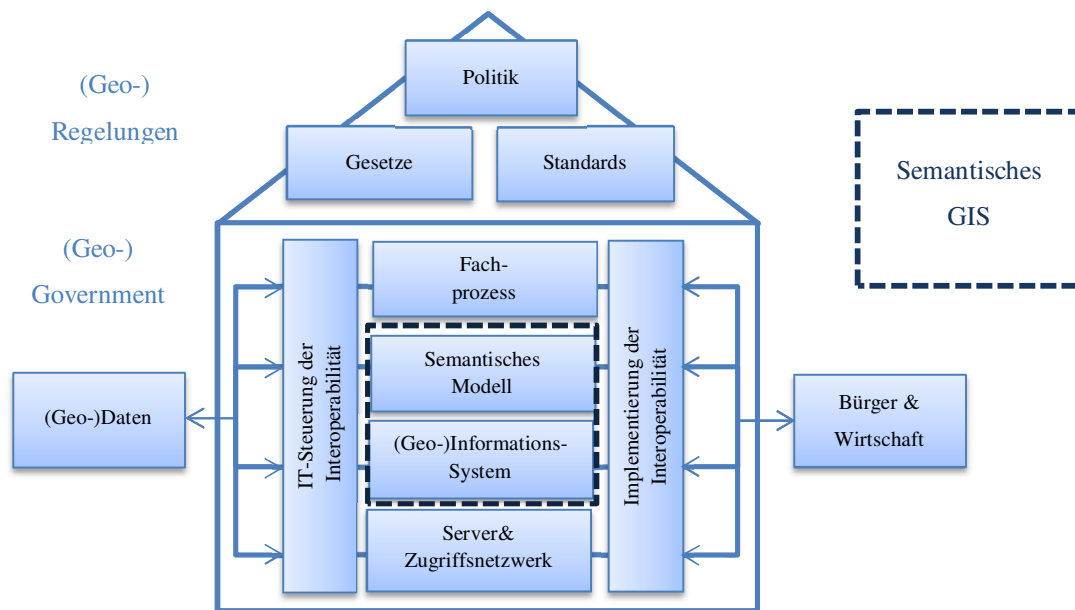 Politik
(Geo-)
Regelungen
Gesetze
Standards
Semantisches
GIS
(Geo-)
Government
IT-Steuerung der
Interoperabilität
Fach-
prozess
Semantisches
Modell
(Geo-)Informations-
System
Server&
Zugriffsnetzwerk
Implementierung der
Interoperabilität
(Geo-)Daten
Bürger &
Wirtschaft